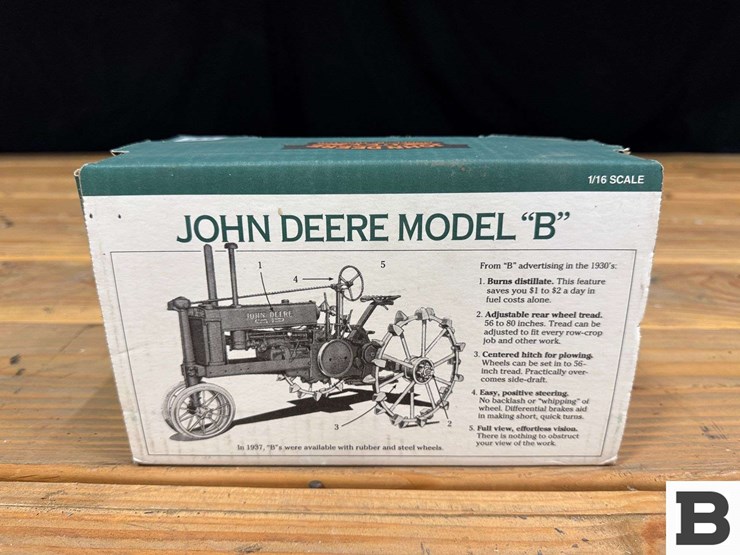 1/16 SCALE
JOHN DEERE MODEL “B”
1
4
5
JOHN DEERE
3
2
In 1937, "B"s were available with rubber and steel wheels.
From "B" advertising in the 1930's:
1. Burns distillate. This feature
saves you $1 to $2 a day in
fuel costs alone.
2. Adjustable rear wheel tread.
56 to 80 inches. Tread can be
adjusted to fit every row-crop
job and other work.
3. Centered hitch for plowing.
Wheels can be set in to 56-
inch tread. Practically over-
comes side-draft.
4. Easy, positive steering.
No backlash or "whipping" of
wheel. Differential brakes aid
in making short, quick turns.
5. Full view, effortless vision.
There is nothing to obstruct
your view of the work.
B